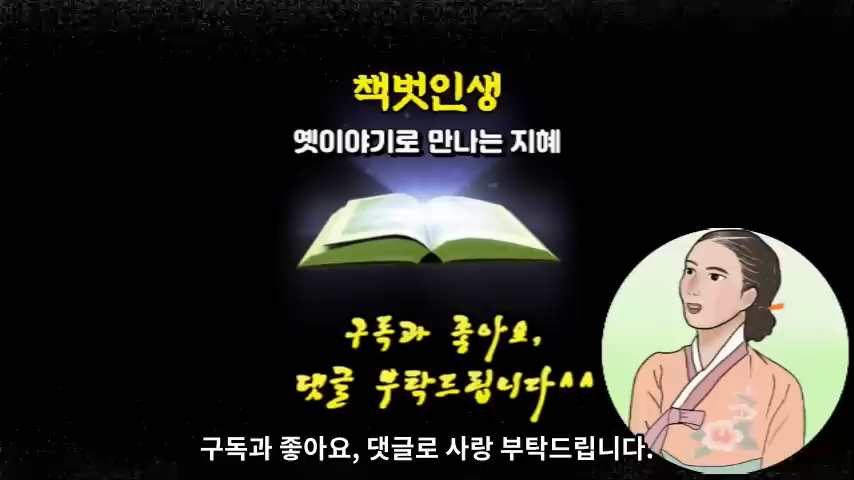 책벗인생
옛이야기로 만나는 지혜
구독과 좋아요,
댓글 부탁드립니다^^
구독과 좋아요, 댓글로 사랑 부탁드립니다.